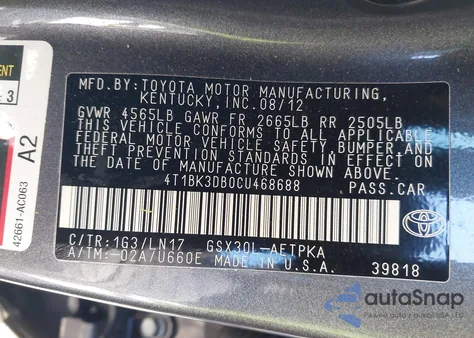 MFD.BY: TOYOTA MOTOR MANUFACTURING,
KENTUCKY, INC. 08/12
GVWR 4565LB GAWR FR 2665LB RR 2505LB
THIS VEHICLE CONFORMS TO ALL APPLICABLE
FEDERAL MOTOR VEHICLE SAFETY,BUMPER,AND
THEFT PREVENTION STANDARDS IN EFFECT ON
THE DATE OF MANUFACTURE SHOWN ABOVE.
4T1BK3DB0CU468688 PASS.CAR
C/TR:1G3/LN17 GSX30L-AETPKA
A/TM:-02A/U660E MADE IN U.S.A.
39818
ENT
3
A2
42661-AC063
autoSnap